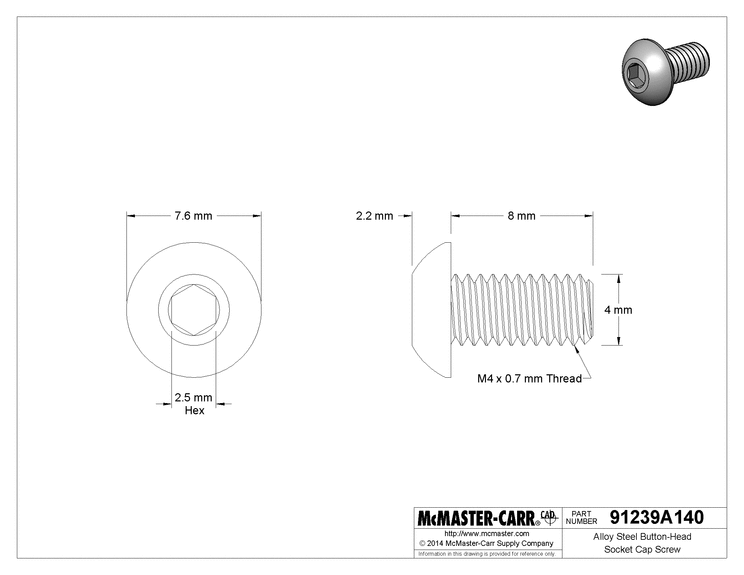 7.6 mm
2.2 mm
8 mm
4 mm
M4 x 0.7 mm Thread
2.5 mm
Hex
McMASTER-CARR® CAD
PART
NUMBER
91239A140
http://www.mcmaster.com
© 2014 McMaster-Carr Supply Company
Information in this drawing is provided for reference only.
Alloy Steel Button-Head
Socket Cap Screw